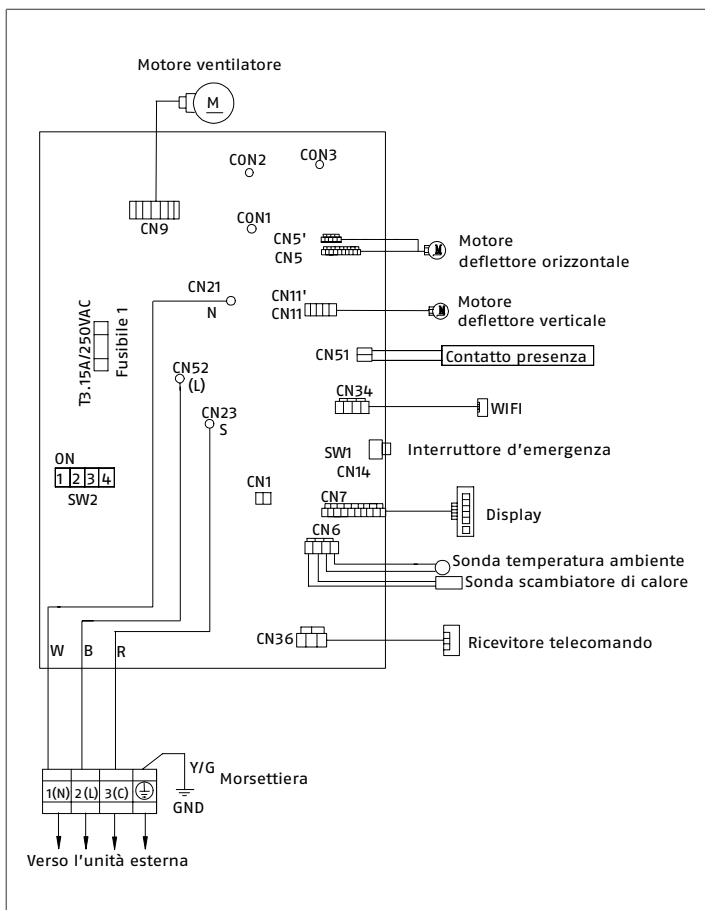 Motore ventilatore
M
CON2
CON3
CN9
CON1
CN5'
CN5
Motore
deflettore orizzontale
CN21
N
CN11'
CN11
Motore
deflettore verticale
T3.15A/250VAC
Fusibile 1
CN51
Contatto presenza
CN52
(L)
CN34
WIFI
CN23
S
SW1
Interruttore d'emergenza
CN14
ON
1 2 3 4
SW2
CN1
CN7
Display
CN6
Sonda temperatura ambiente
Sonda scambiatore di calore
CN36
Ricevitore telecomando
W B R
Y/G
Morsettiera
1(N) 2(L) 3(C)
GND
Verso l'unità esterna